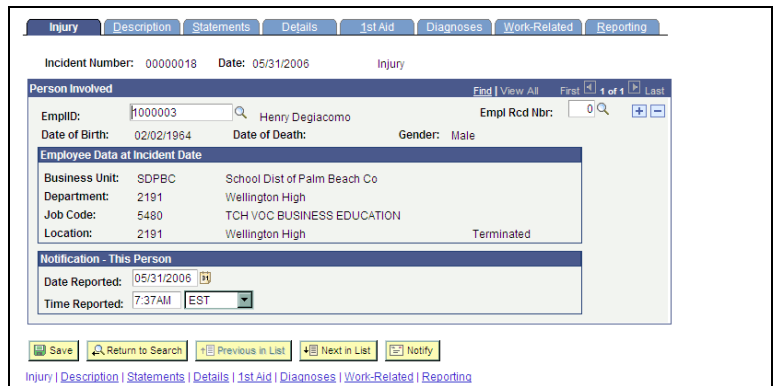 Injury Description Statements Details 1st Aid Diagnoses Work-Related Reporting
Incident Number: 00000018 Date: 05/31/2006 Injury
Person Involved Find | View All First 1 of 1 Last
EmplID: 1000003 Henry Degiacomo Empl Rcd Nbr: 0
Date of Birth: 02/02/1964 Date of Death: Gender: Male
Employee Data at Incident Date
Business Unit: SDPBC School Dist of Palm Beach Co
Department: 2191 Wellington High
Job Code: 5480 TCH VOC BUSINESS EDUCATION
Location: 2191 Wellington High Terminated
Notification - This Person
Date Reported: 05/31/2006
Time Reported: 7:37AM EST
Save Return to Search Previous in List Next in List Notify
Injury | Description | Statements | Details | 1st Aid | Diagnoses | Work-Related | Reporting